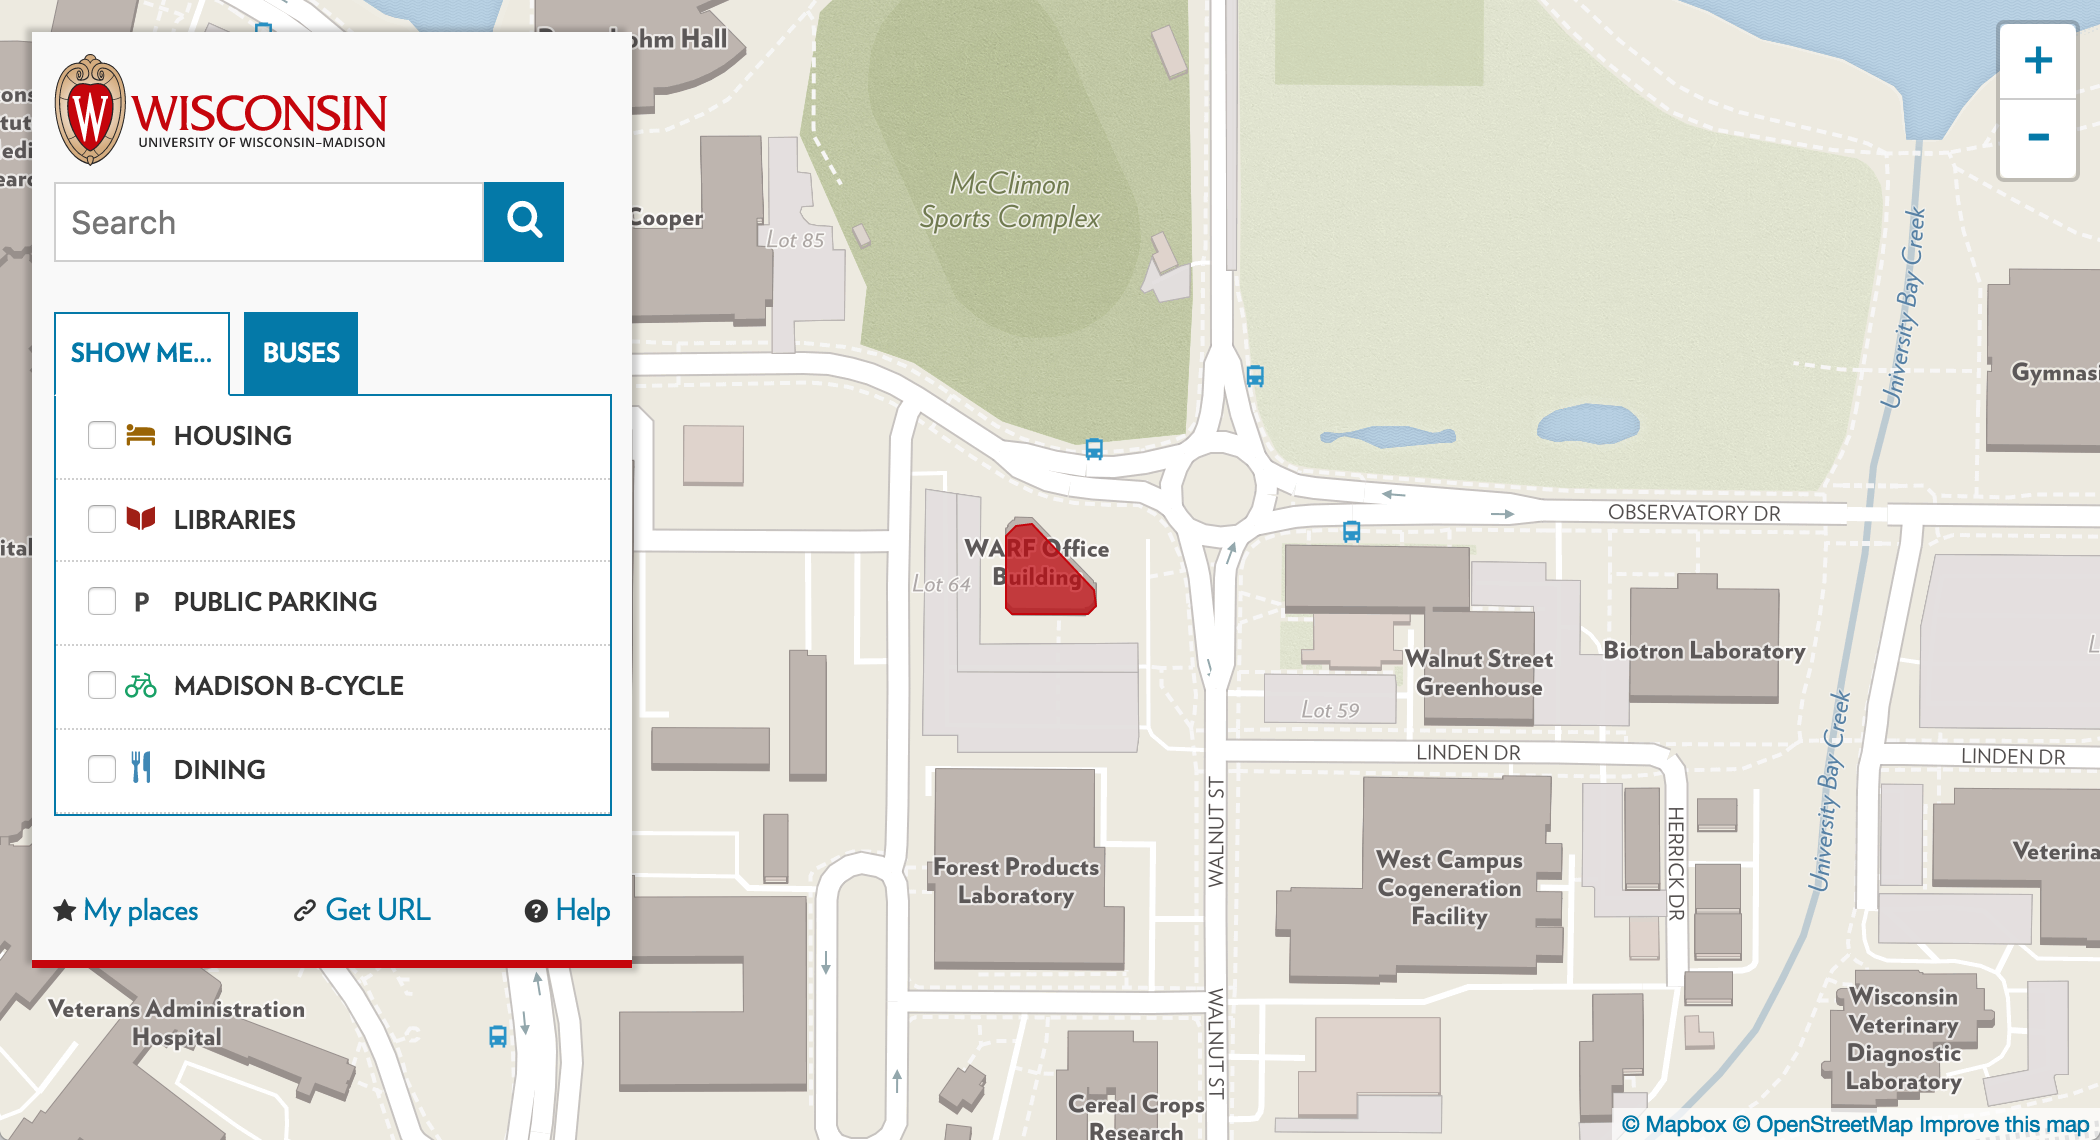 WISCONSIN
UNIVERSITY OF WISCONSIN–MADISON
Search
SHOW ME...
BUSES
HOUSING
LIBRARIES
P
PUBLIC PARKING
MADISON B-CYCLE
DINING
My places
Get URL
Help
Hall
Cooper
Lot 85
McClimon
Sports Complex
University Bay Creek
Gymnasi
OBSERVATORY DR
WARF Office
Building
Lot 64
Walnut Street
Greenhouse
Biotron Laboratory
Lot 59
LINDEN DR
LINDEN DR
University Bay Creek
WALNUT ST
HERRICK DR
Forest Products
Laboratory
West Campus
Cogeneration
Facility
Veterina
Veterans Administration
Hospital
WALNUT ST
Wisconsin
Veterinary
Diagnostic
Laboratory
Cereal Crops
Research
+
-
© Mapbox © OpenStreetMap Improve this map